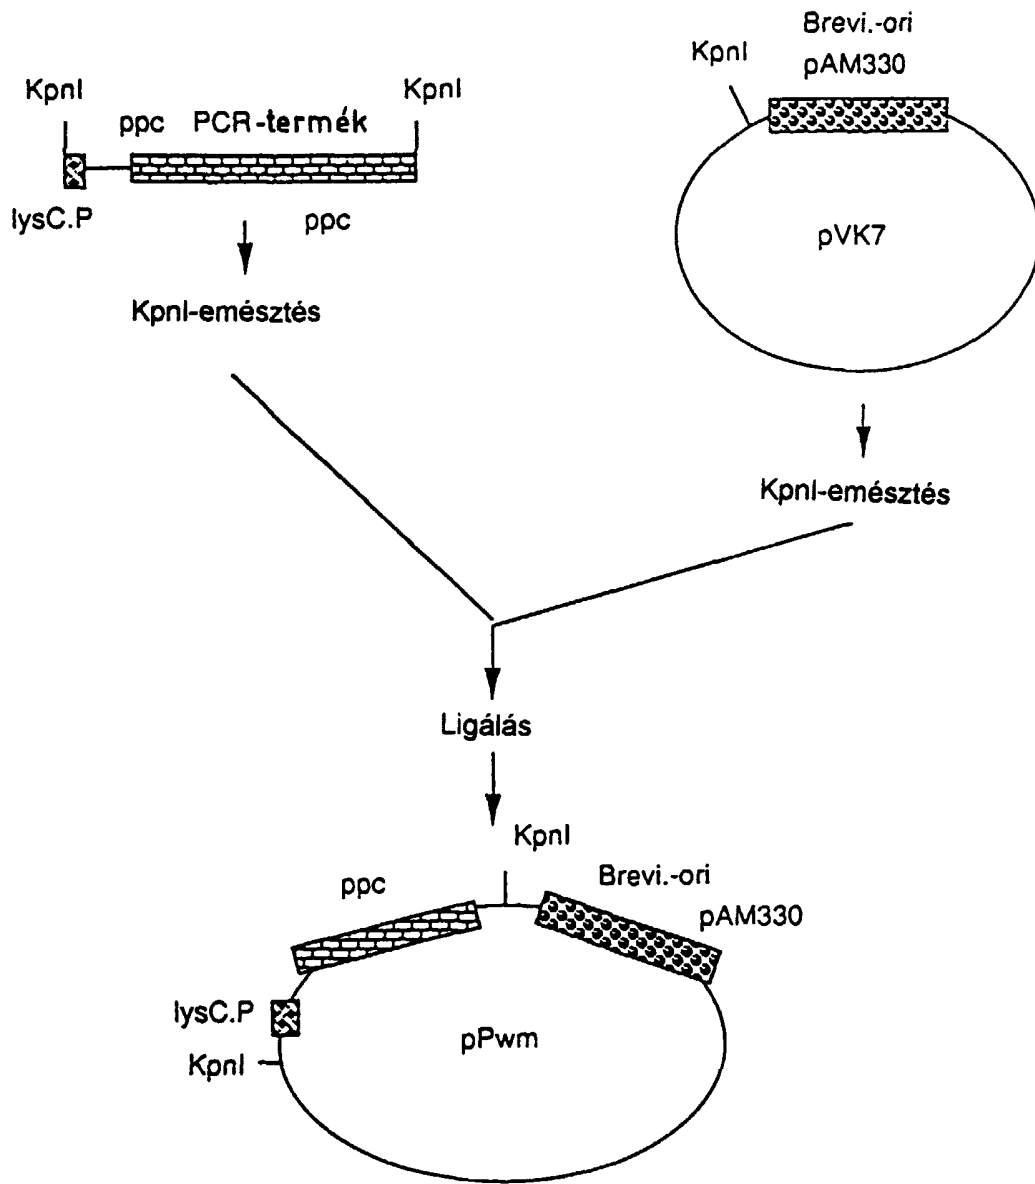 Brevi.-ori
KpnI
pAM330
KpnI
KpnI
ppc PCR-termék
lysC.P
ppc
pVK7
KpnI-emésztés
KpnI-emésztés
Ligálás
KpnI
ppc
Brevi.-ori
pAM330
lysC.P
pPwm
KpnI